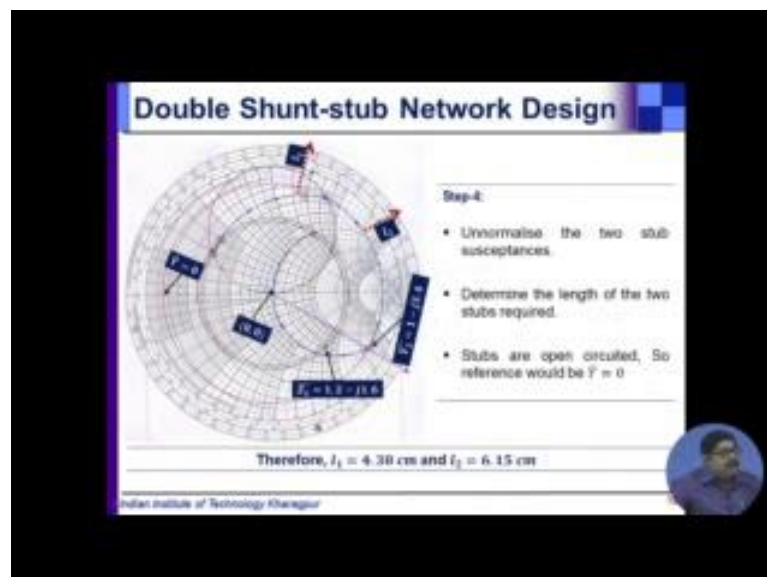 Double Shunt-stub Network Design
Step-4:
• Unnormalise the two stub
susceptances.
• Determine the length of the two
stubs required.
• Stubs are open circuited, So
reference would be Ȳ = 0
Ȳ = 0
(0,0)
Therefore, l₁ = 4.38 cm and l₂ = 6.15 cm
Indian Institute of Technology Kharagpur